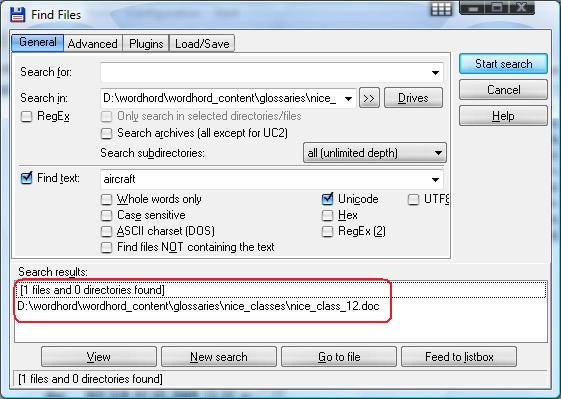 Find Files
General Advanced Plugins Load/Save
Search for:
Start search
Search in: D:\wordhord\wordhord_content\glossaries\nice_ >> Drives
Cancel
RegEx Only search in selected directories/files
Help
Search archives (all except for UC2)
Search subdirectories: all (unlimited depth)
Find text: aircraft
Whole words only Unicode UTF8
Case sensitive Hex
ASCII charset (DOS) RegEx (2)
Find files NOT containing the text
Search results:
[1 files and 0 directories found]
D:\wordhord\wordhord_content\glossaries\nice_classes\nice_class_12.doc
View New search Go to file Feed to listbox
[1 files and 0 directories found]